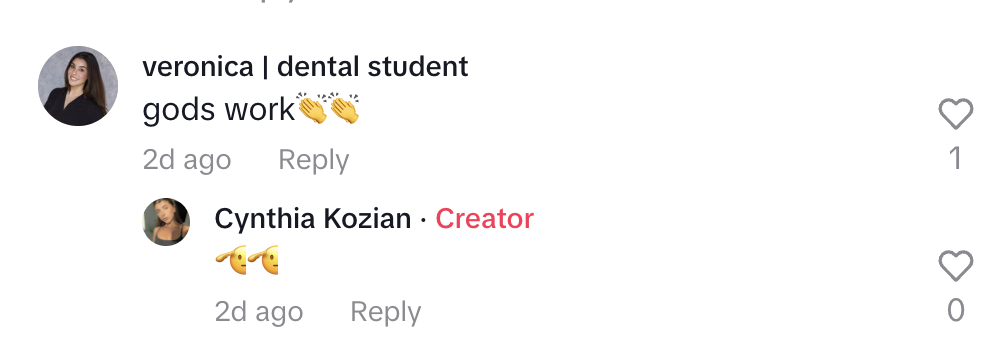 veronica | dental student
gods work👏👏
1
2d ago Reply
Cynthia Kozian · Creator
🫡🫡
0
2d ago Reply